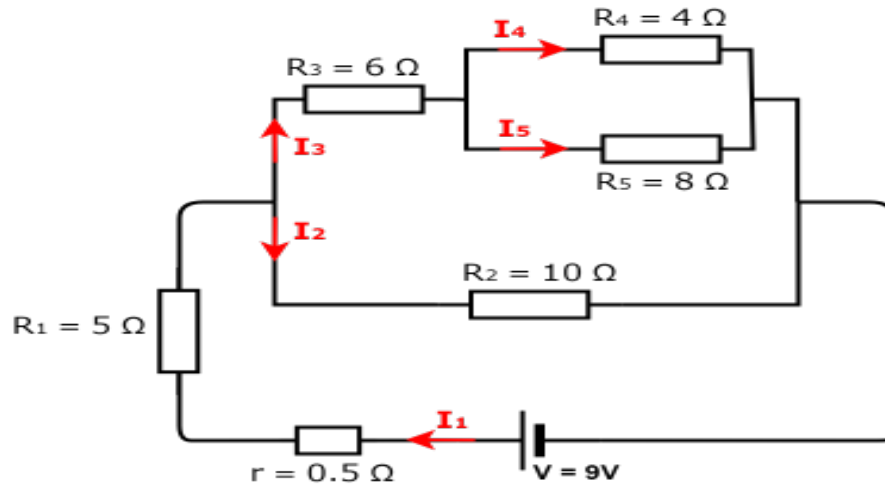 I₄
R₄ = 4 Ω
R₃ = 6 Ω
I₅
I₃
R₅ = 8 Ω
I₂
R₂ = 10 Ω
R₁ = 5 Ω
I₁
r = 0.5 Ω
V = 9V